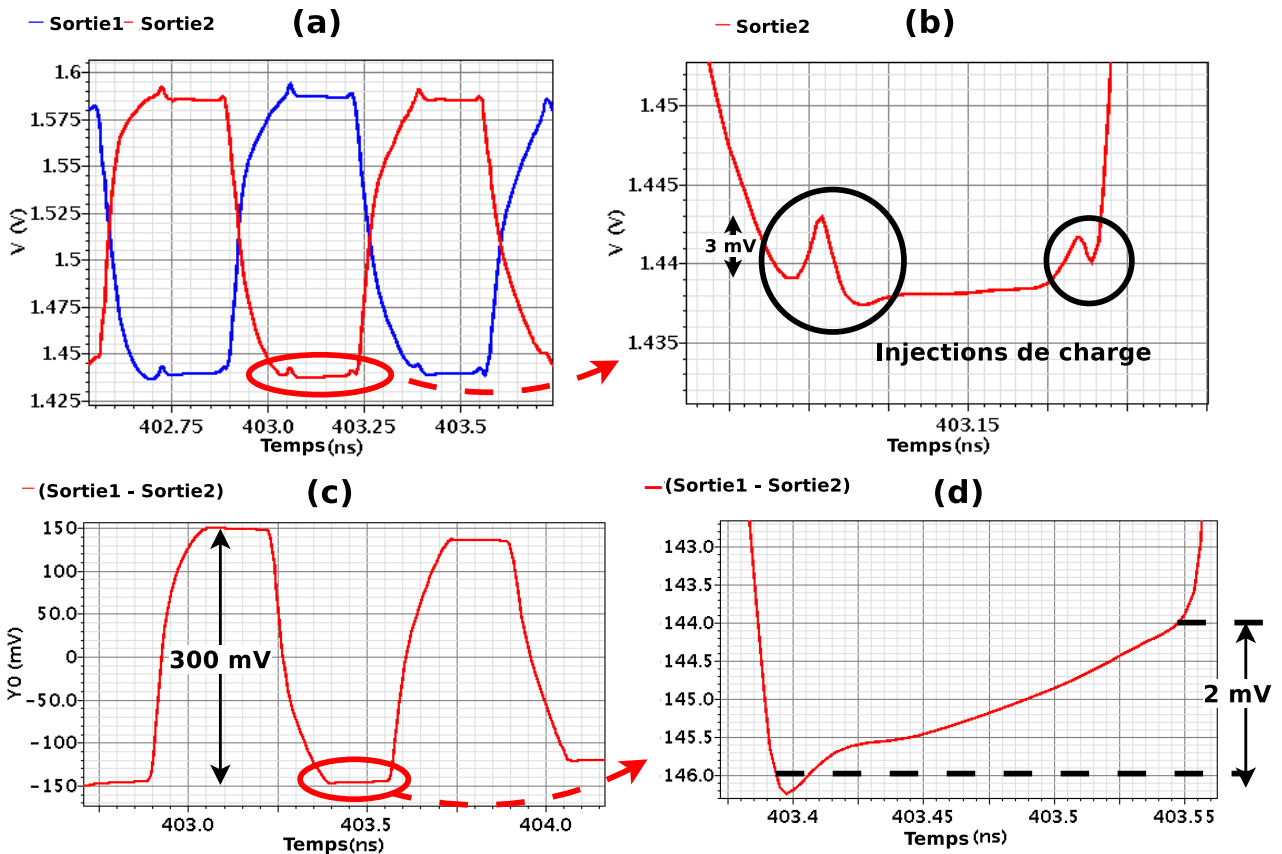 Sortie1 Sortie2
(a)
1.6
1.575
1.55
1.525
1.5
1.475
1.45
1.425
V (V)
402.75 403.0 403.25 403.5
Temps(ns)
Sortie2
(b)
1.45
1.445
1.44
1.435
V (V)
3 mV
Injections de charge
403.15
Temps(ns)
(Sortie1 - Sortie2)
(c)
150
100
50.0
0
-50.0
-100
-150
Y0 (mV)
300 mV
403.0 403.5 404.0
Temps(ns)
(Sortie1 - Sortie2)
(d)
143.0
143.5
144.0
144.5
145.0
145.5
146.0
2 mV
403.4 403.45 403.5 403.55
Temps (ns)